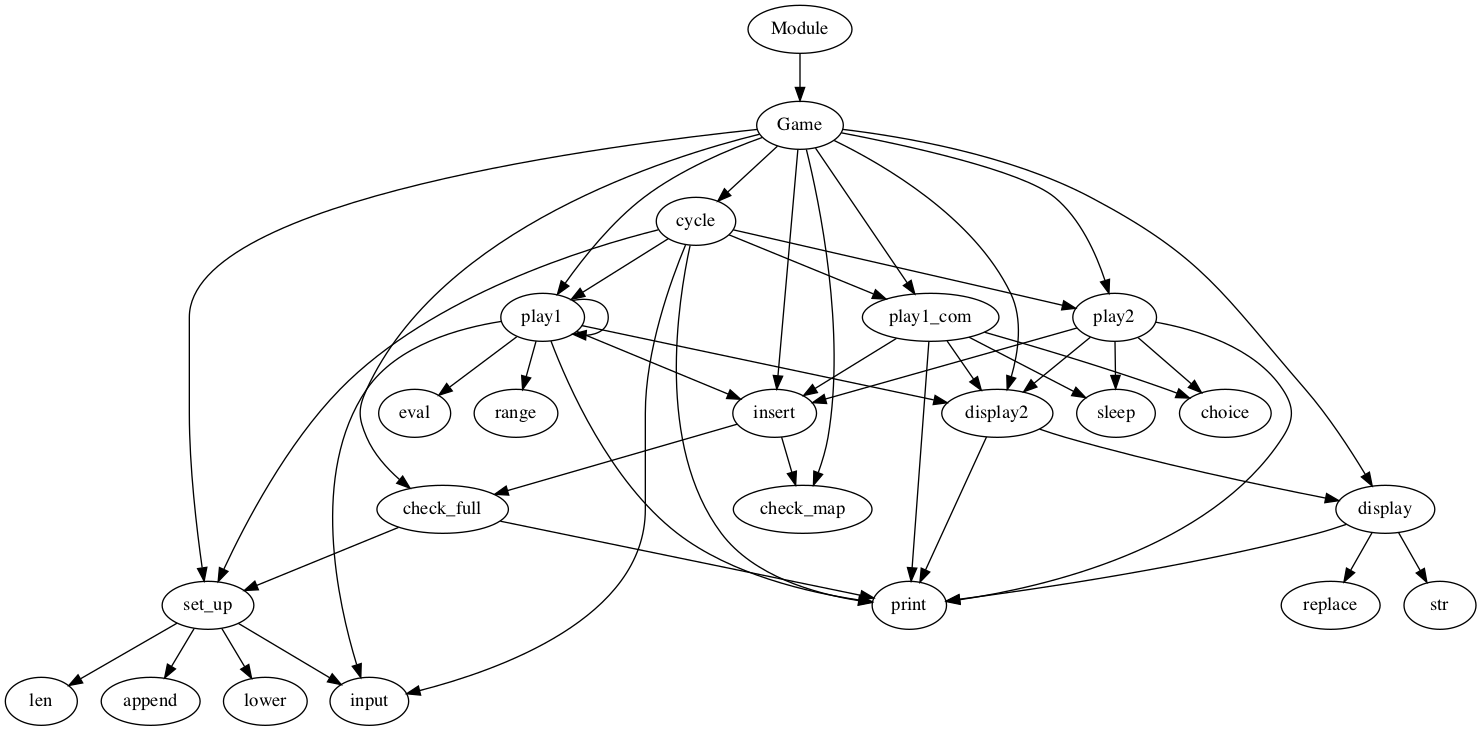 Module
Game
cycle
play1
play1_com
play2
eval
range
insert
display2
sleep
choice
check_full
check_map
display
set_up
print
replace
str
len
append
lower
input